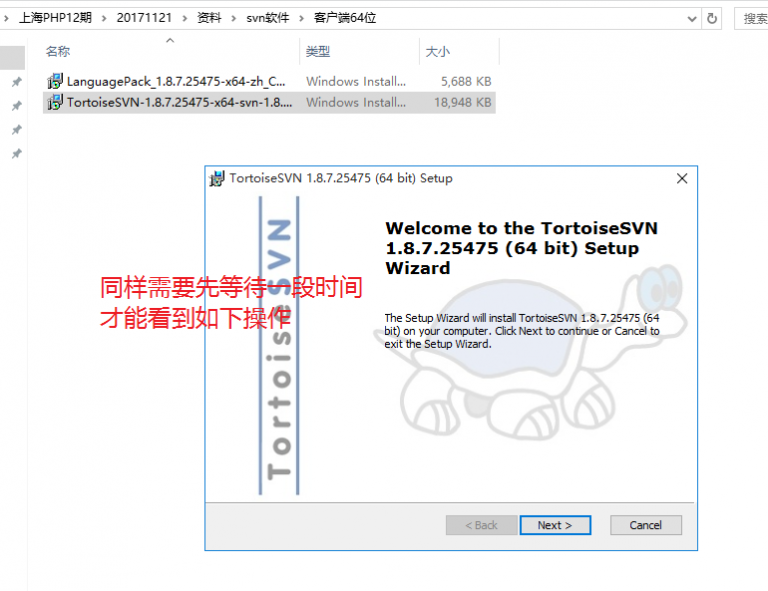 上海PHP12期 › 20171121 › 资料 › svn软件 › 客户端64位
搜索
名称 类型 大小
LanguagePack_1.8.7.25475-x64-zh_C... Windows Install... 5,688 KB
TortoiseSVN-1.8.7.25475-x64-svn-1.8.... Windows Install... 18,948 KB
TortoiseSVN 1.8.7.25475 (64 bit) Setup
TortoiseSVN
Welcome to the TortoiseSVN
1.8.7.25475 (64 bit) Setup
Wizard
同样需要先等待一段时间
才能看到如下操作
The Setup Wizard will install TortoiseSVN 1.8.7.25475 (64
bit) on your computer. Click Next to continue or Cancel to
exit the Setup Wizard.
< Back Next > Cancel